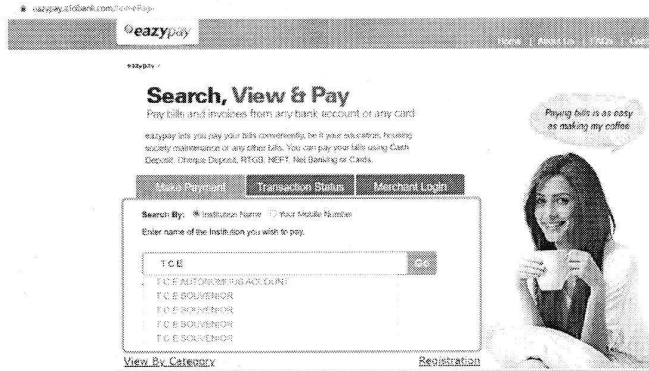 eazypay
Home | About Us | FAQs |
eazypay
Search, View & Pay
Pay bills and invoices from any bank account or any card
eazypay lets you pay your bills conveniently, be it your education, housing
society maintenance or any other bills. You can pay your bills using Cash
Deposit, Cheque Deposit, RTGS, NEFT, Net Banking or Cards.
Paying bills is as easy
as making my coffee
Make Payment Transaction Status Merchant Login
Search By: Institution Name Your Mobile Number
Enter name of the Institution you wish to pay.
T C E Go
T C E AUTONOMOUS ACCOUNT
T C E SOUVENIOR
T C E SOUVENIOR
T C E SOUVENIOR
T C E SOUVENIOR
View By Category Registration